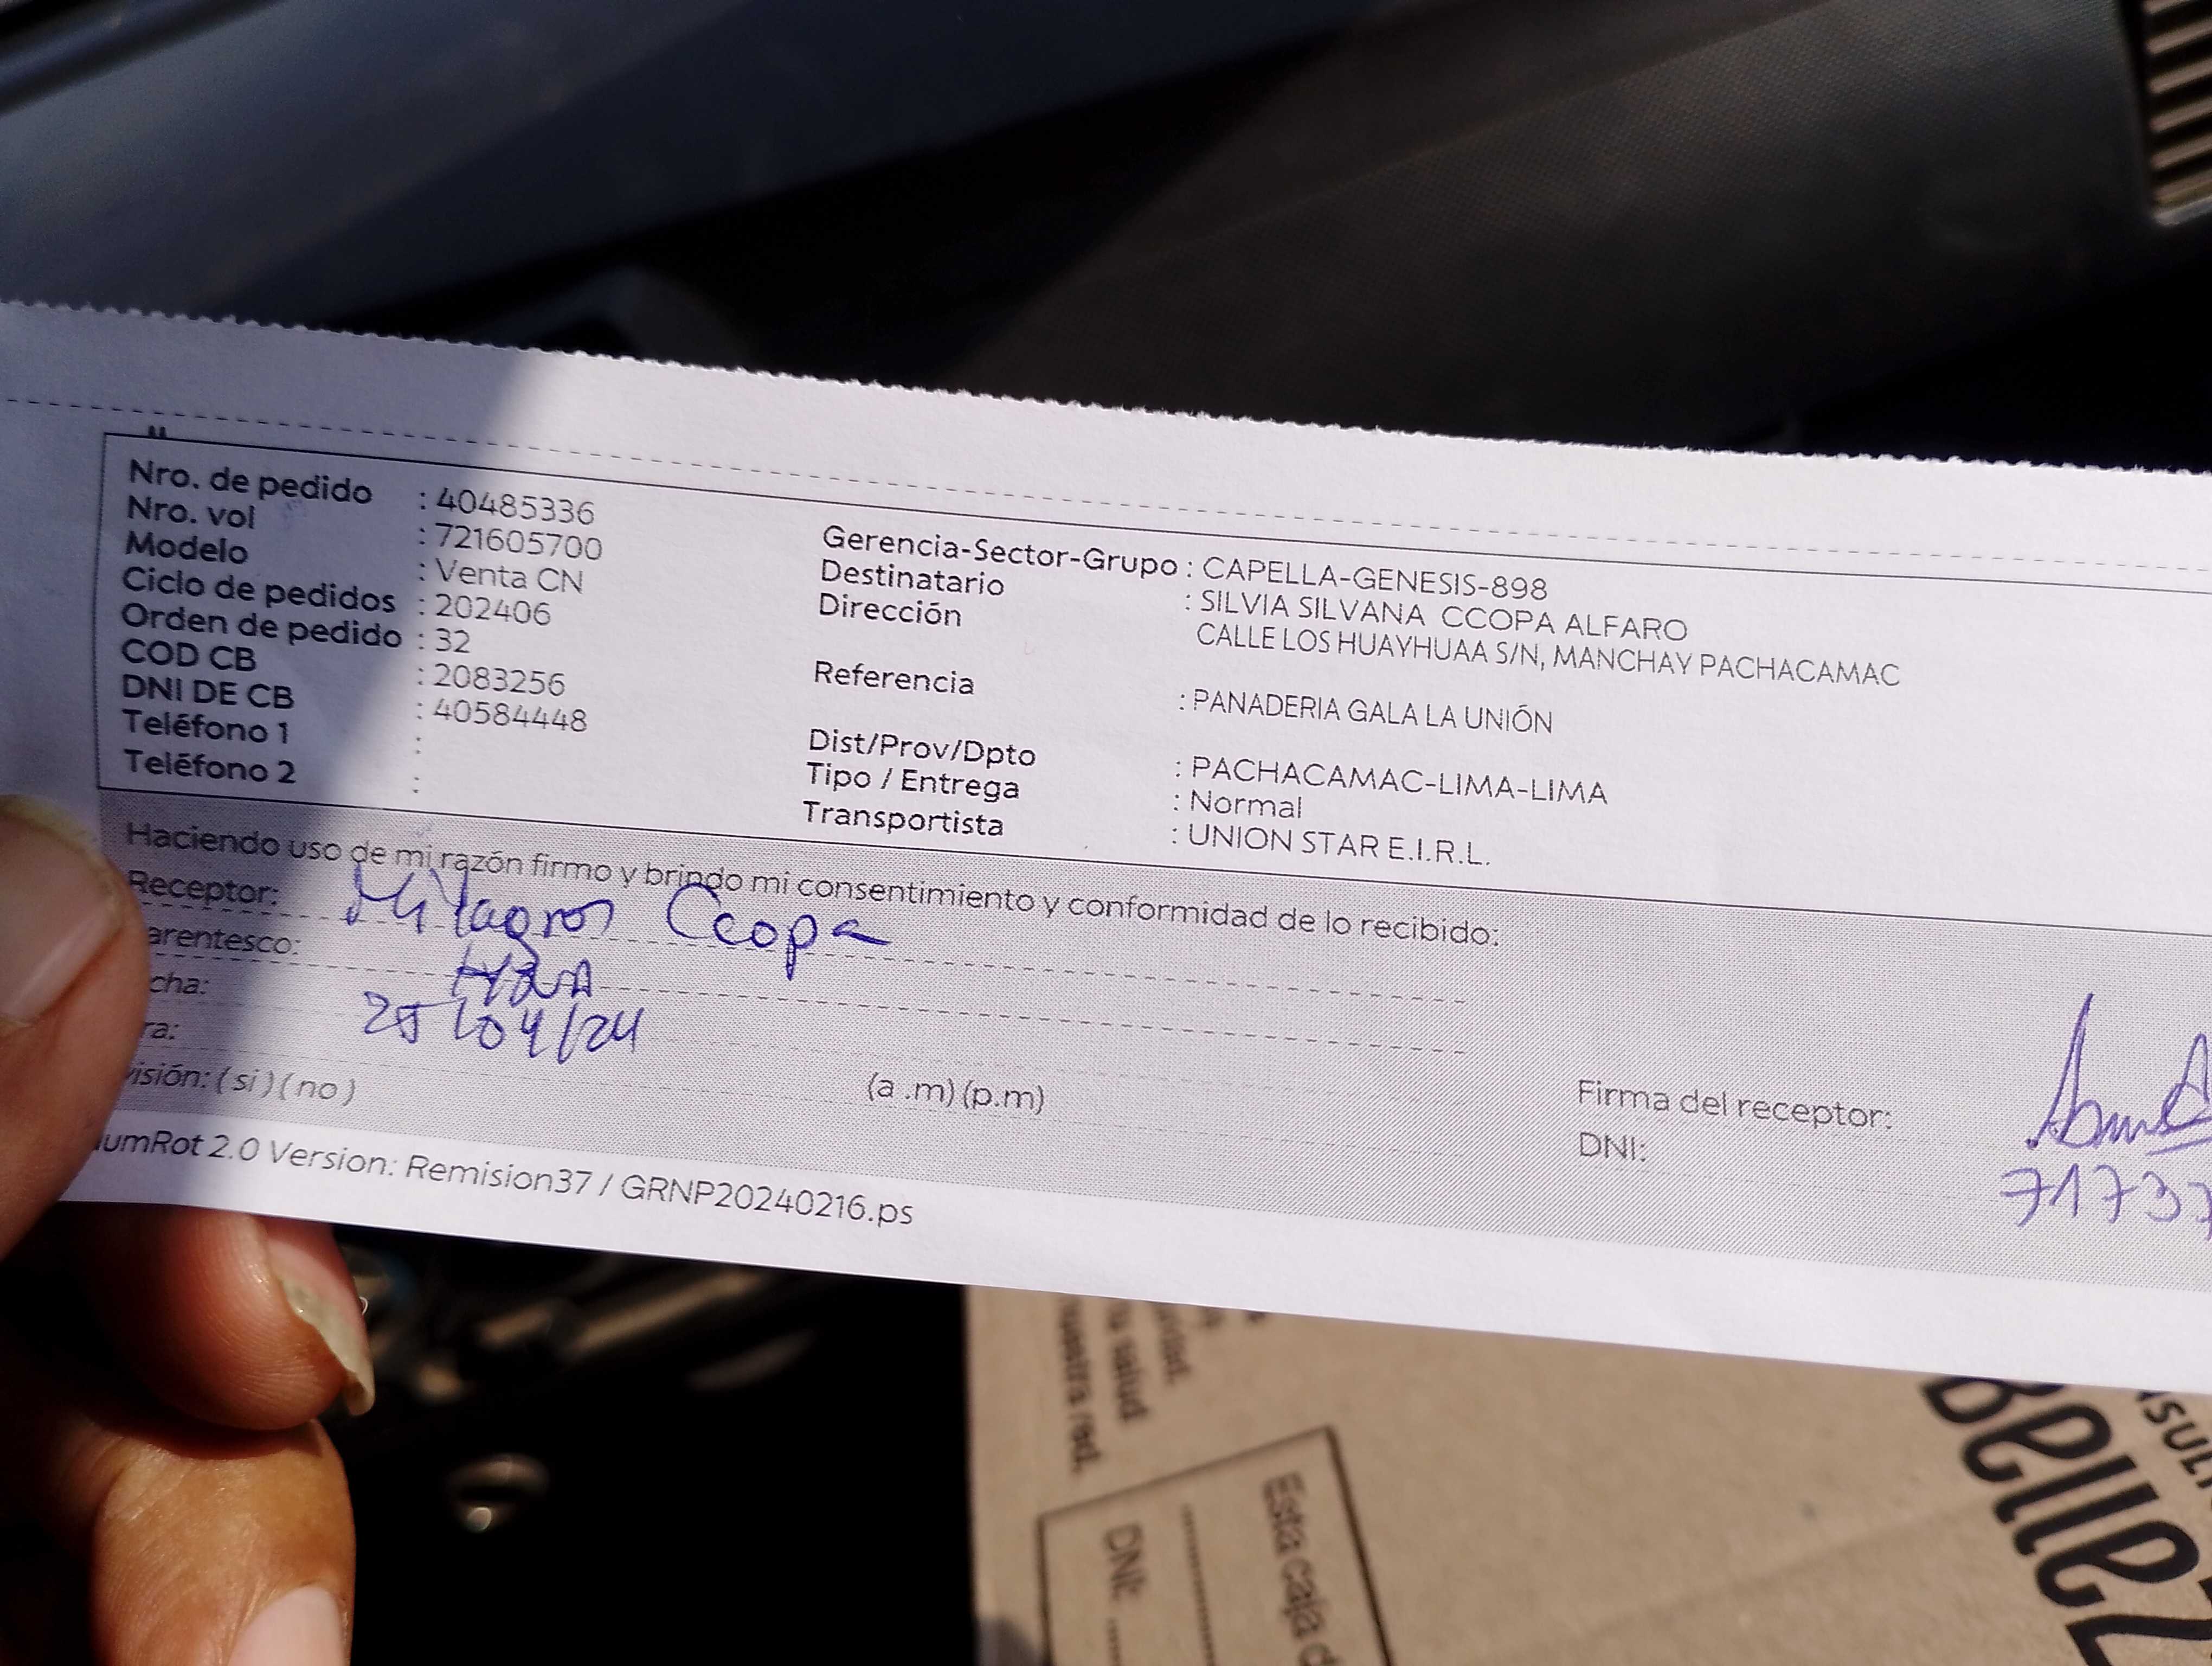 Nro. de pedido : 40485336
Nro. vol : 721605700
Modelo : Venta CN
Ciclo de pedidos : 202406
Orden de pedido : 32
COD CB : 2083256
DNI DE CB : 40584448
Teléfono 1 :
Teléfono 2 :
Gerencia-Sector-Grupo : CAPELLA-GENESIS-898
Destinatario : SILVIA SILVANA CCOPA ALFARO
Dirección CALLE LOS HUAYHUAA S/N, MANCHAY PACHACAMAC
Referencia : PANADERIA GALA LA UNIÓN
Dist/Prov/Dpto : PACHACAMAC-LIMA-LIMA
Tipo / Entrega : Normal
Transportista : UNION STAR E.I.R.L.
Haciendo uso de mi razón firmo y brindo mi consentimiento y conformidad de lo recibido:
Receptor: Milagros Ccopa
arentesco:
cha: 25/04/24
ra:
(a .m) (p.m)
visión: ( si ) ( no )
Firma del receptor:
DNI: 71737
umRot 2.0 Version: Remision37 / GRNP20240216.ps
nuestra red.
tu salud
Esta caja d
DNI:
BelleZ